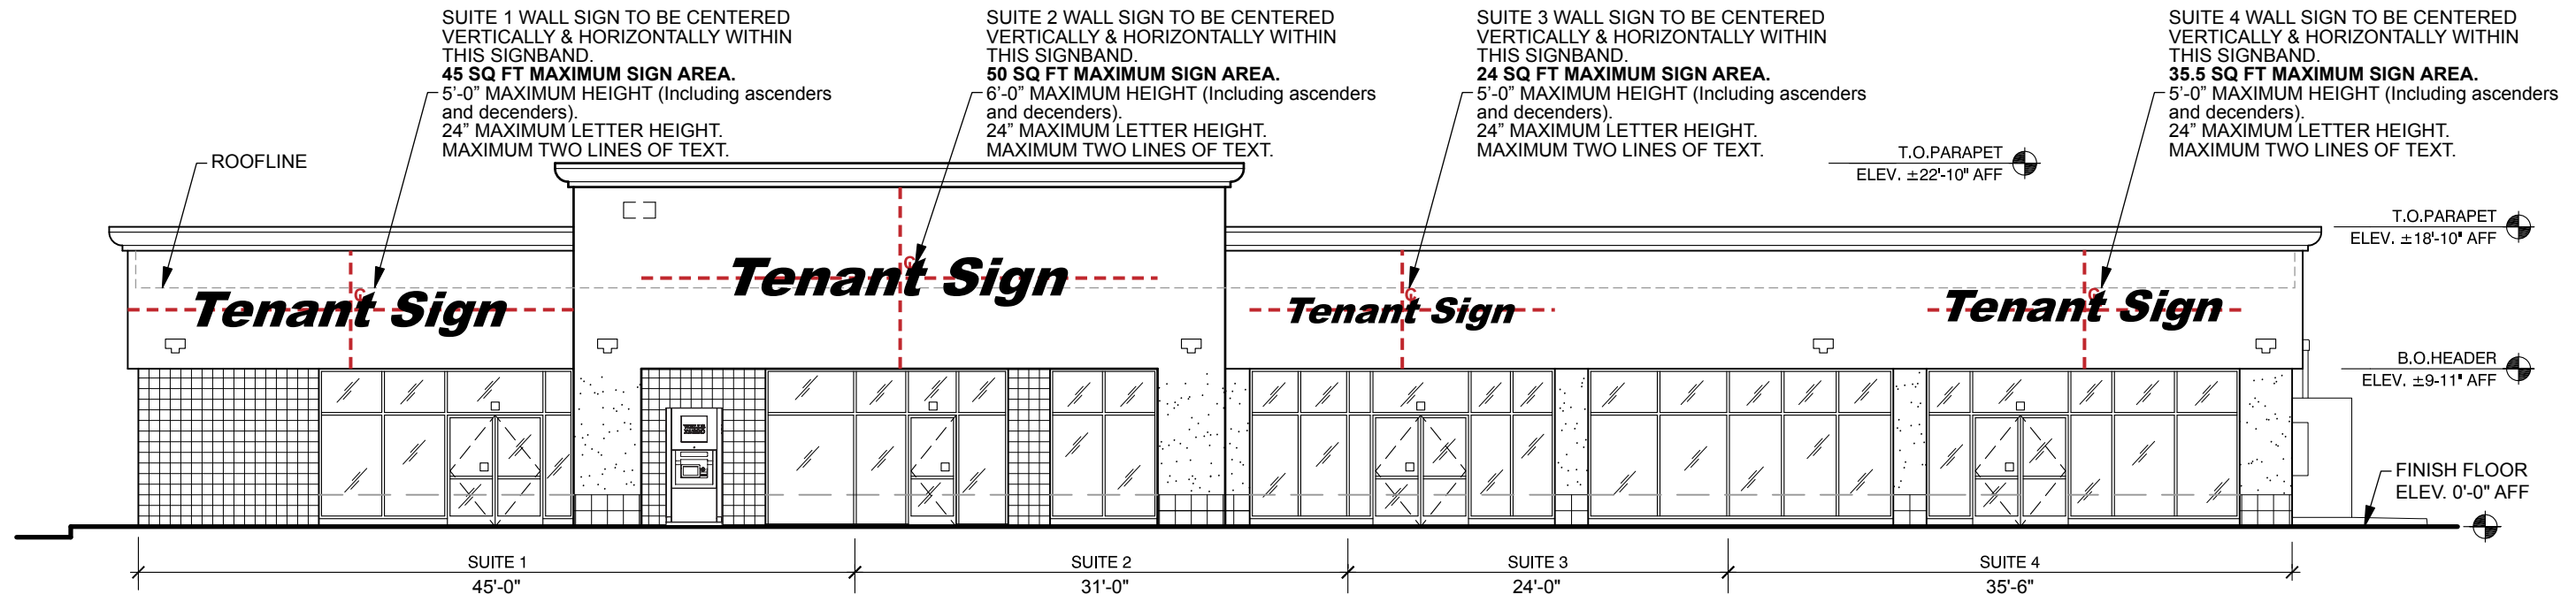 SUITE 1 WALL SIGN TO BE CENTERED
VERTICALLY & HORIZONTALLY WITHIN
THIS SIGNBAND.
45 SQ FT MAXIMUM SIGN AREA.
5'-0” MAXIMUM HEIGHT (Including ascenders
and decenders).
24” MAXIMUM LETTER HEIGHT.
MAXIMUM TWO LINES OF TEXT.
SUITE 2 WALL SIGN TO BE CENTERED
VERTICALLY & HORIZONTALLY WITHIN
THIS SIGNBAND.
50 SQ FT MAXIMUM SIGN AREA.
6'-0” MAXIMUM HEIGHT (Including ascenders
and decenders).
24” MAXIMUM LETTER HEIGHT.
MAXIMUM TWO LINES OF TEXT.
SUITE 3 WALL SIGN TO BE CENTERED
VERTICALLY & HORIZONTALLY WITHIN
THIS SIGNBAND.
24 SQ FT MAXIMUM SIGN AREA.
5'-0” MAXIMUM HEIGHT (Including ascenders
and decenders).
24” MAXIMUM LETTER HEIGHT.
MAXIMUM TWO LINES OF TEXT.
SUITE 4 WALL SIGN TO BE CENTERED
VERTICALLY & HORIZONTALLY WITHIN
THIS SIGNBAND.
35.5 SQ FT MAXIMUM SIGN AREA.
5'-0” MAXIMUM HEIGHT (Including ascenders
and decenders).
24” MAXIMUM LETTER HEIGHT.
MAXIMUM TWO LINES OF TEXT.
ROOFLINE
T.O.PARAPET
ELEV. ±22'-10" AFF
T.O.PARAPET
ELEV. ±18'-10" AFF
Tenant Sign
Tenant Sign
Tenant Sign
Tenant Sign
B.O.HEADER
ELEV. ±9-11" AFF
FINISH FLOOR
ELEV. 0'-0" AFF
SUITE 1
45'-0"
SUITE 2
31'-0"
SUITE 3
24'-0"
SUITE 4
35'-6"